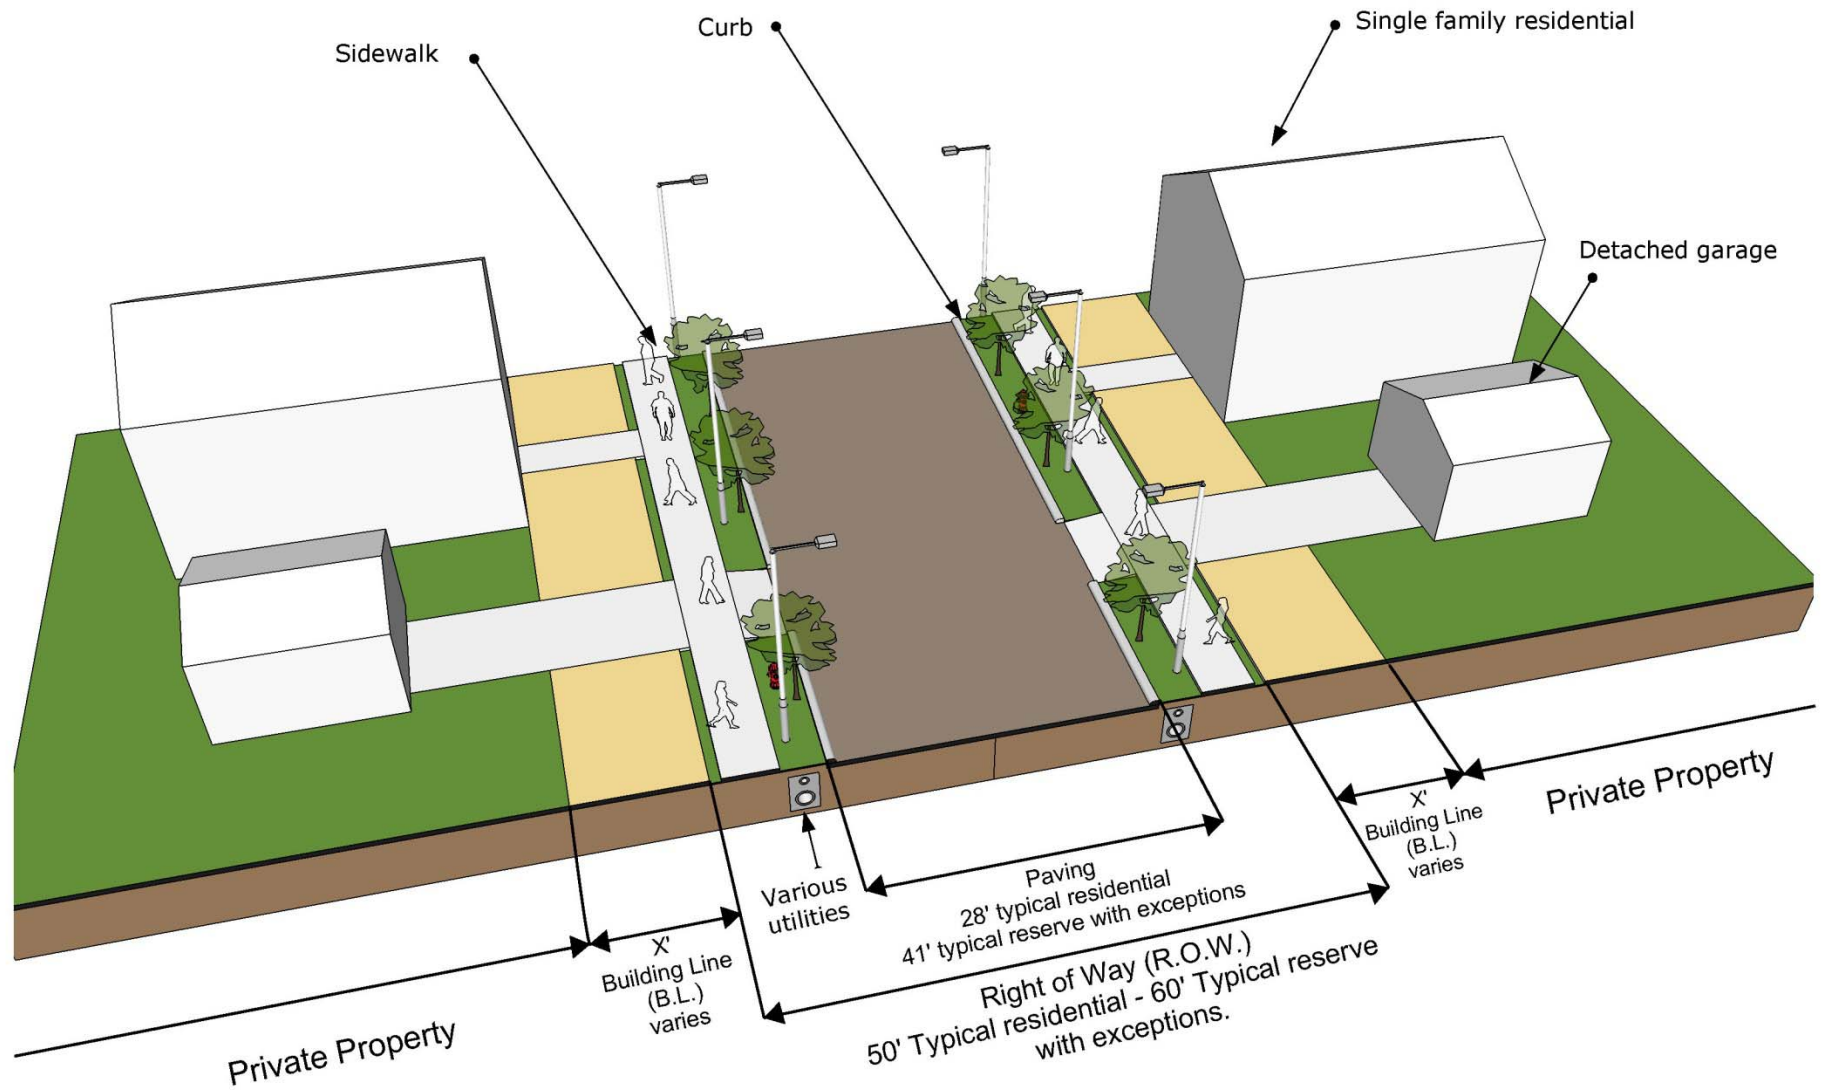 Sidewalk
Curb
Single family residential
Detached garage
Various
utilities
Paving
28' typical residential
41' typical reserve with exceptions
Right of Way (R.O.W.)
50' Typical residential - 60' Typical reserve
with exceptions.
X'
Building Line
(B.L.)
varies
Private Property
X'
Building Line
(B.L.)
varies
Private Property